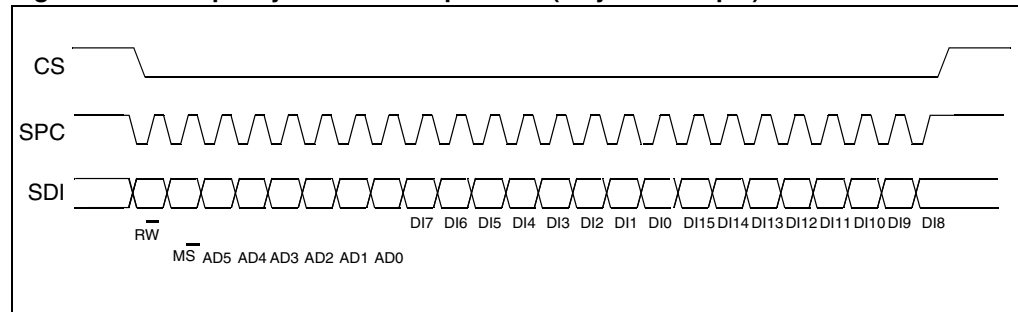 CS
SPC
SDI
DI7 DI6 DI5 DI4 DI3 DI2 DI1 DI0 DI15 DI14 DI13 DI12 DI11 DI10 DI9 DI8
RW
MS AD5 AD4 AD3 AD2 AD1 AD0